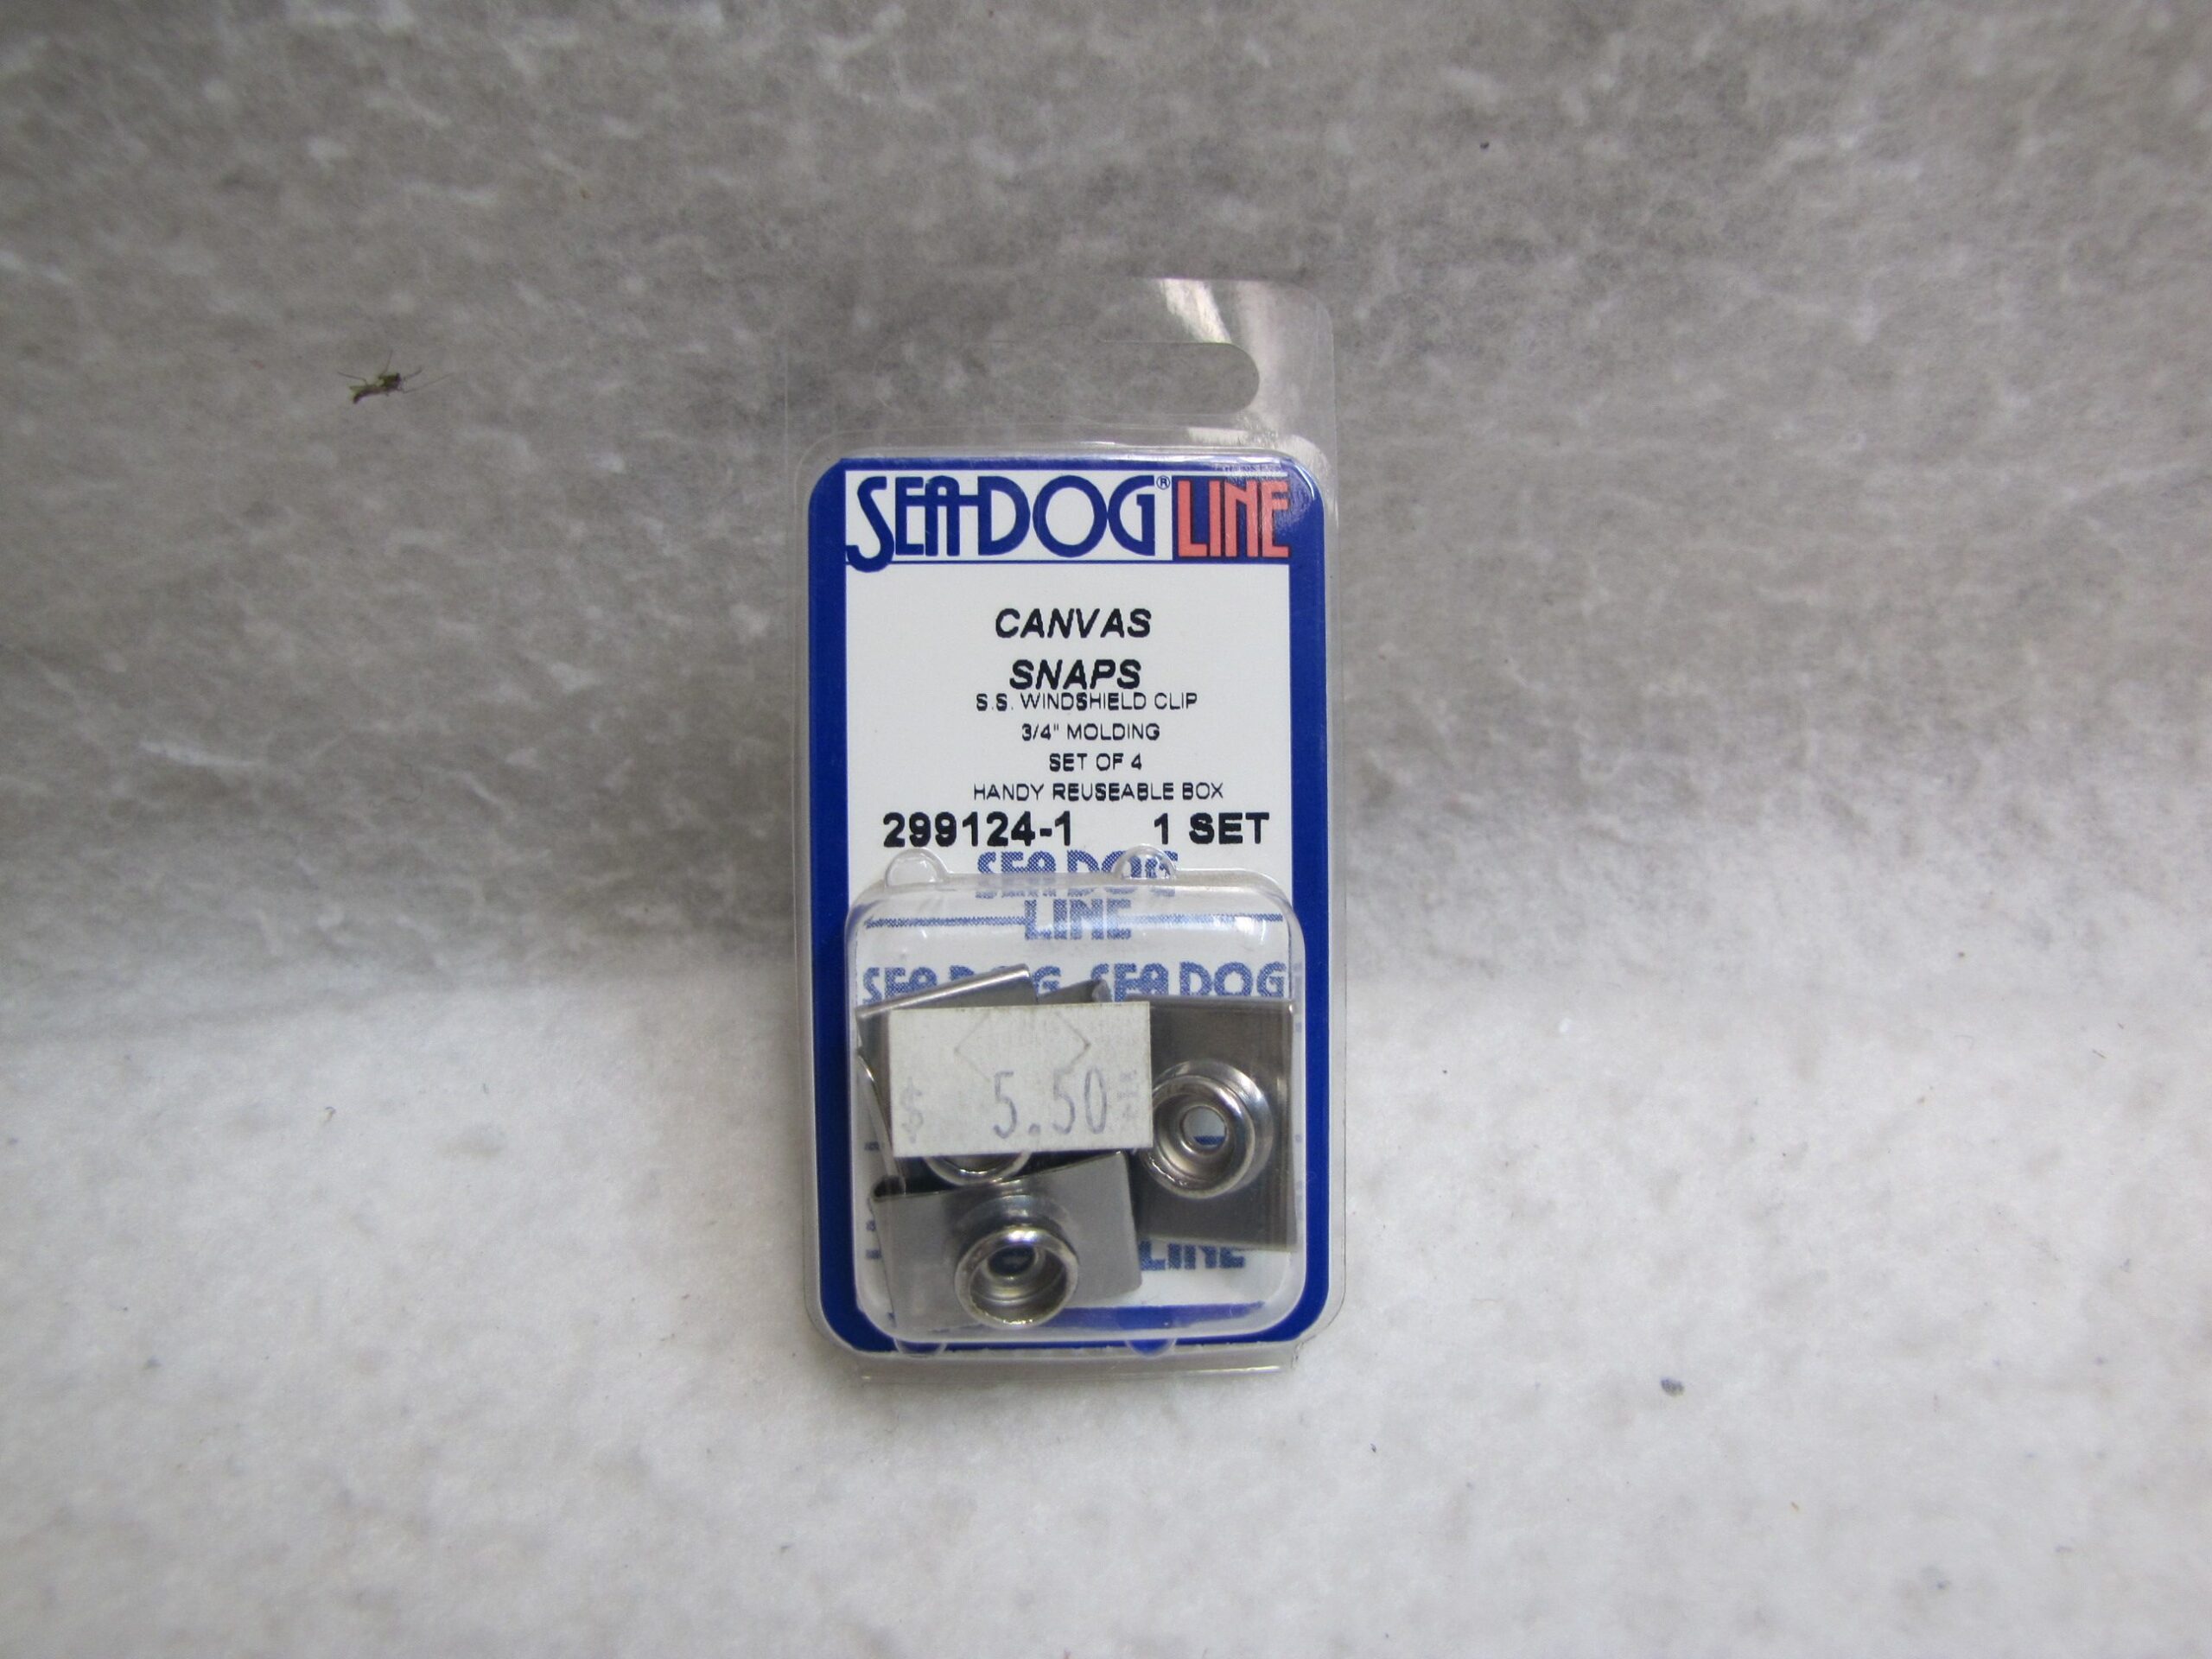 SEA-DOG® LINE
CANVAS
SNAPS
S.S. WINDSHIELD CLIP
3/4" MOLDING
SET OF 4
HANDY REUSEABLE BOX
299124-1 1 SET
SEA DOG
LINE
SEA DOG SEA DOG
$ 5.50
LINE